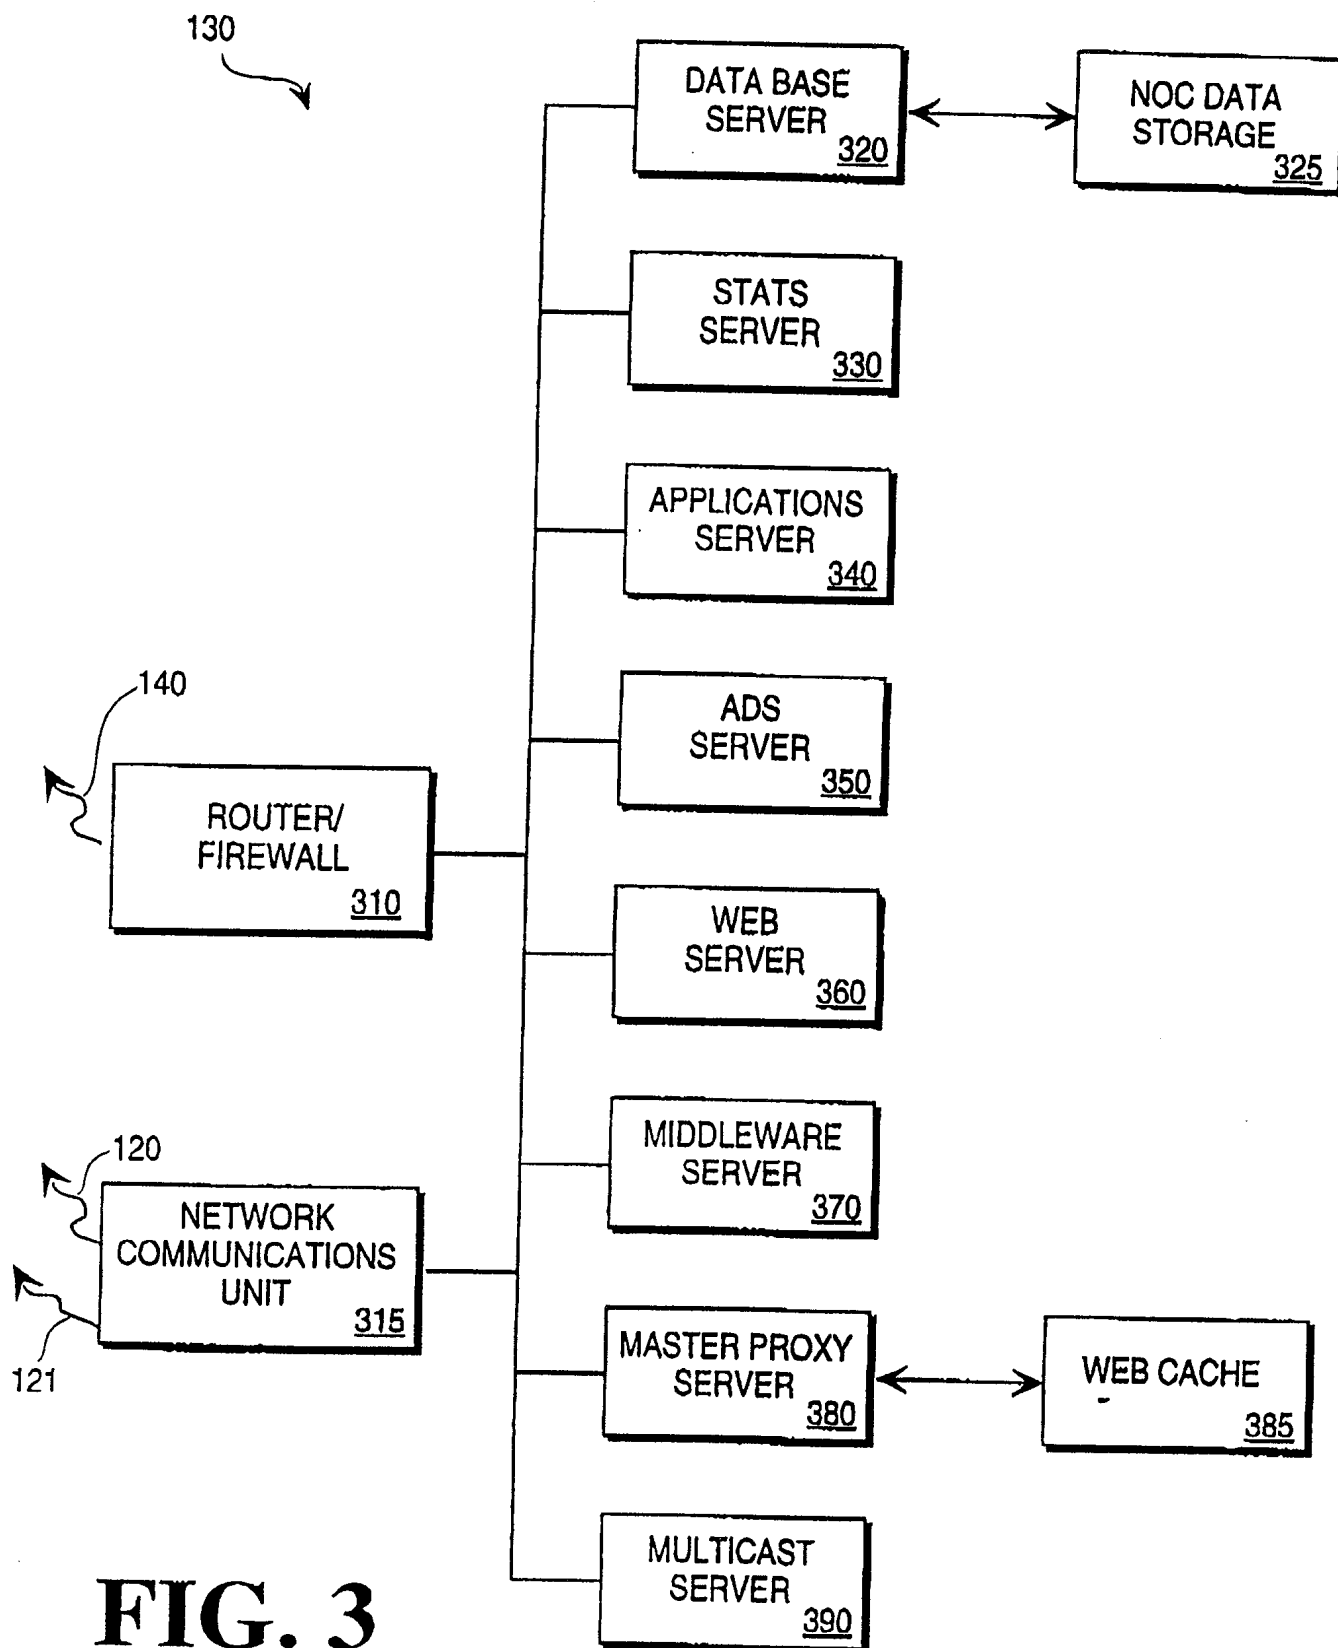 130
DATA BASE
SERVER
320
NOC DATA
STORAGE
325
STATS
SERVER
330
APPLICATIONS
SERVER
340
140
ADS
SERVER
350
ROUTER/
FIREWALL
310
WEB
SERVER
360
120
MIDDLEWARE
SERVER
370
NETWORK
COMMUNICATIONS
UNIT
315
121
MASTER PROXY
SERVER
380
WEB CACHE
385
MULTICAST
SERVER
390
FIG. 3